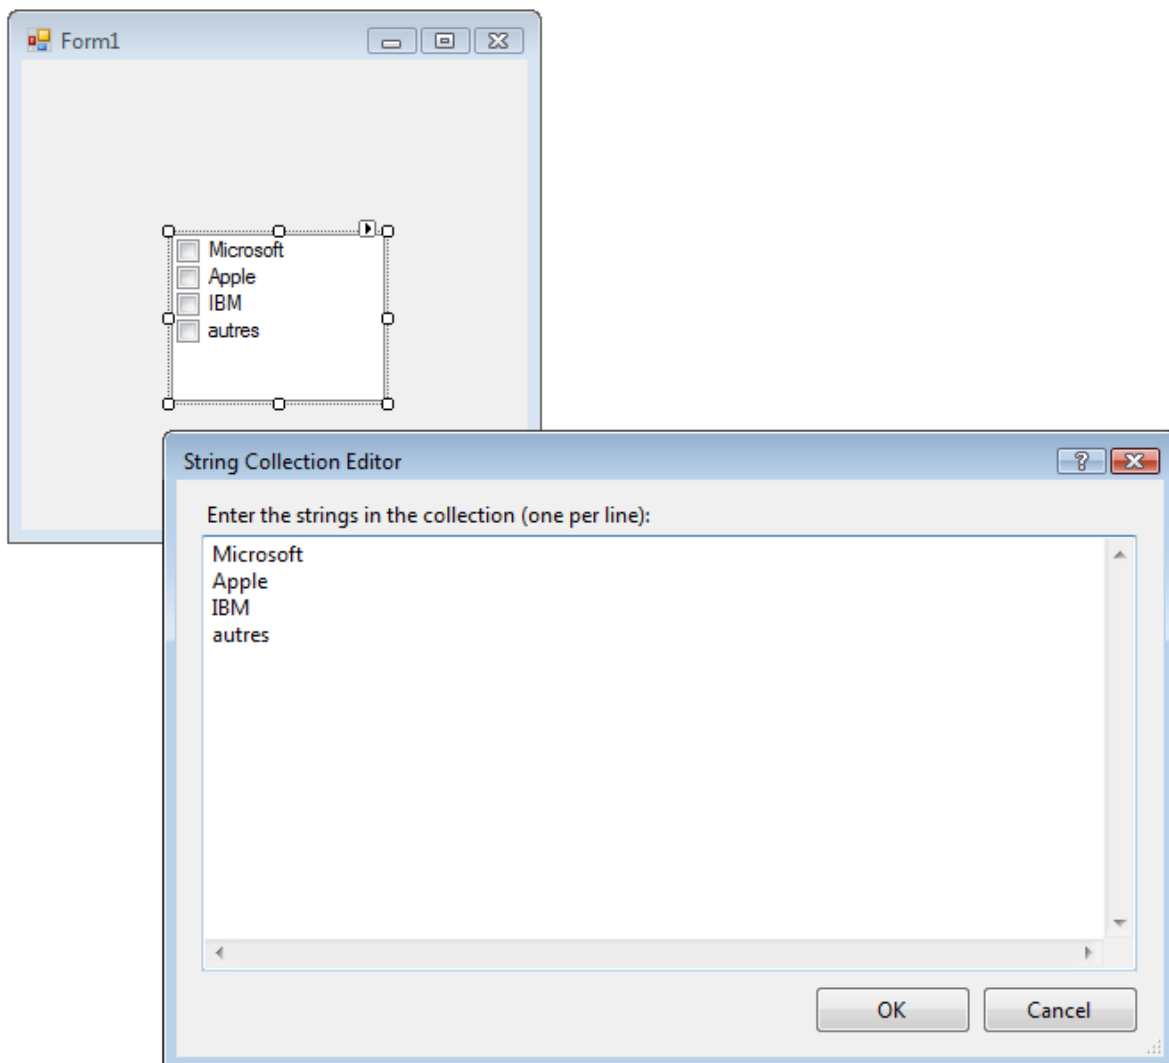 Form1
Microsoft
Apple
IBM
autres
String Collection Editor
Enter the strings in the collection (one per line):
Microsoft
Apple
IBM
autres
OK
Cancel